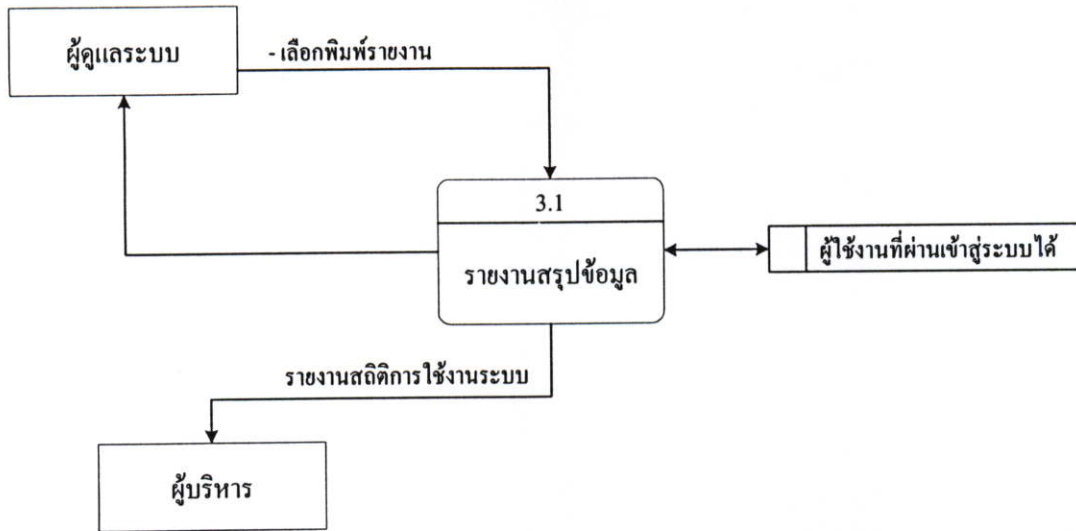 ผู้ดูแลระบบ
- เลือกพิมพ์รายงาน
3.1
รายงานสรุปข้อมูล
ผู้ใช้งานที่ผ่านเข้าสู่ระบบได้
รายงานสถิติการใช้งานระบบ
ผู้บริหาร